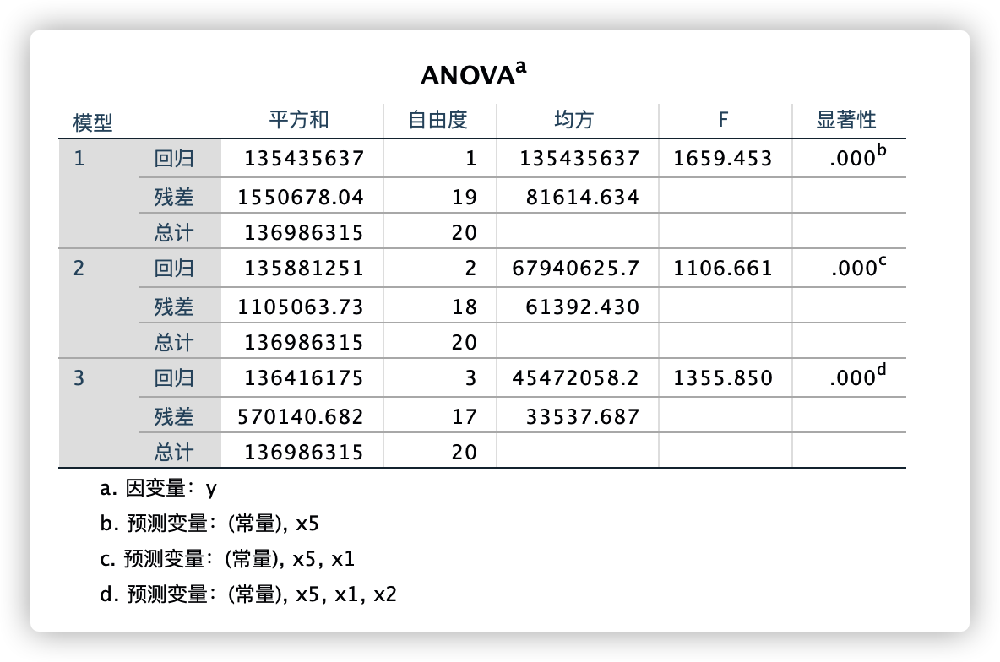 ANOVAa
模型 平方和 自由度 均方 F 显著性
1 回归 135435637 1 135435637 1659.453 .000b
残差 1550678.04 19 81614.634
总计 136986315 20
2 回归 135881251 2 67940625.7 1106.661 .000c
残差 1105063.73 18 61392.430
总计 136986315 20
3 回归 136416175 3 45472058.2 1355.850 .000d
残差 570140.682 17 33537.687
总计 136986315 20
a. 因变量：y
b. 预测变量：(常量), x5
c. 预测变量：(常量), x5, x1
d. 预测变量：(常量), x5, x1, x2